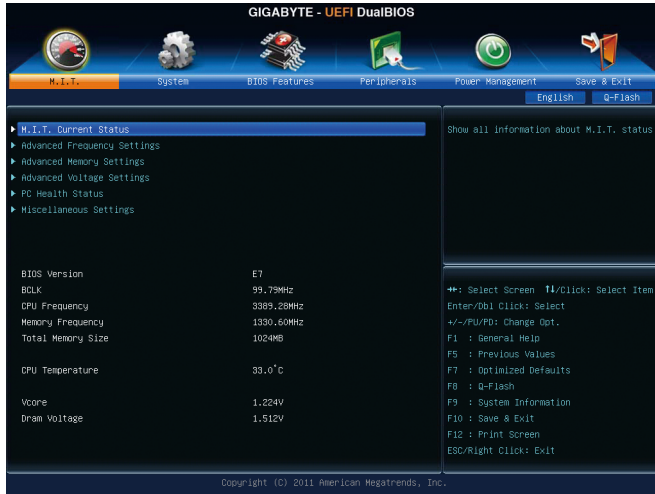 GIGABYTE - UEFI DualBIOS
M.I.T. System BIOS Features Peripherals Power Management Save & Exit
English Q-Flash
M.I.T. Current Status
Advanced Frequency Settings
Advanced Memory Settings
Advanced Voltage Settings
PC Health Status
Miscellaneous Settings
BIOS Version E7
BCLK 99.79MHz
CPU Frequency 3389.28MHz
Memory Frequency 1330.60MHz
Total Memory Size 1024MB
CPU Temperature 33.0°C
Vcore 1.224V
Dram Voltage 1.512V
Show all information about M.I.T. status
→←: Select Screen ↑↓/Click: Select Item
Enter/Dbl Click: Select
+/-/PU/PD: Change Opt.
F1 : General Help
F5 : Previous Values
F7 : Optimized Defaults
F8 : Q-Flash
F9 : System Information
F10 : Save & Exit
F12 : Print Screen
ESC/Right Click: Exit
Copyright (C) 2011 American Megatrends, Inc.